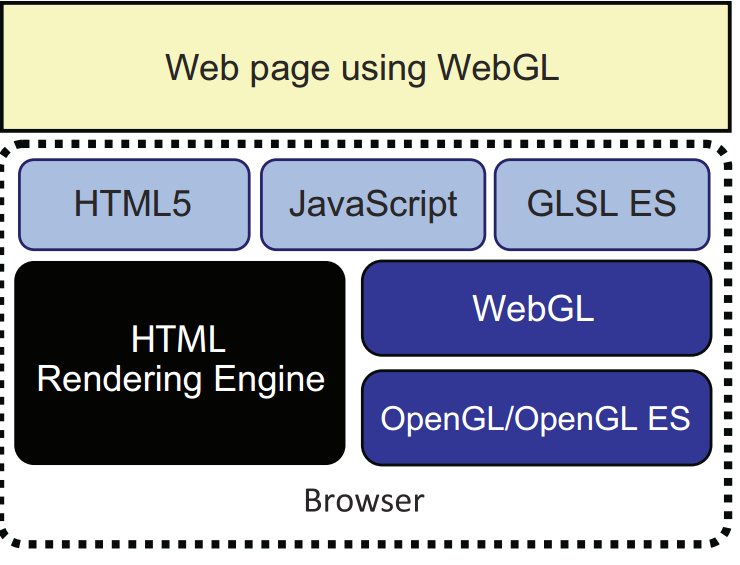 Web page using WebGL
HTML5
JavaScript
GLSL ES
HTML
Rendering Engine
WebGL
OpenGL/OpenGL ES
Browser